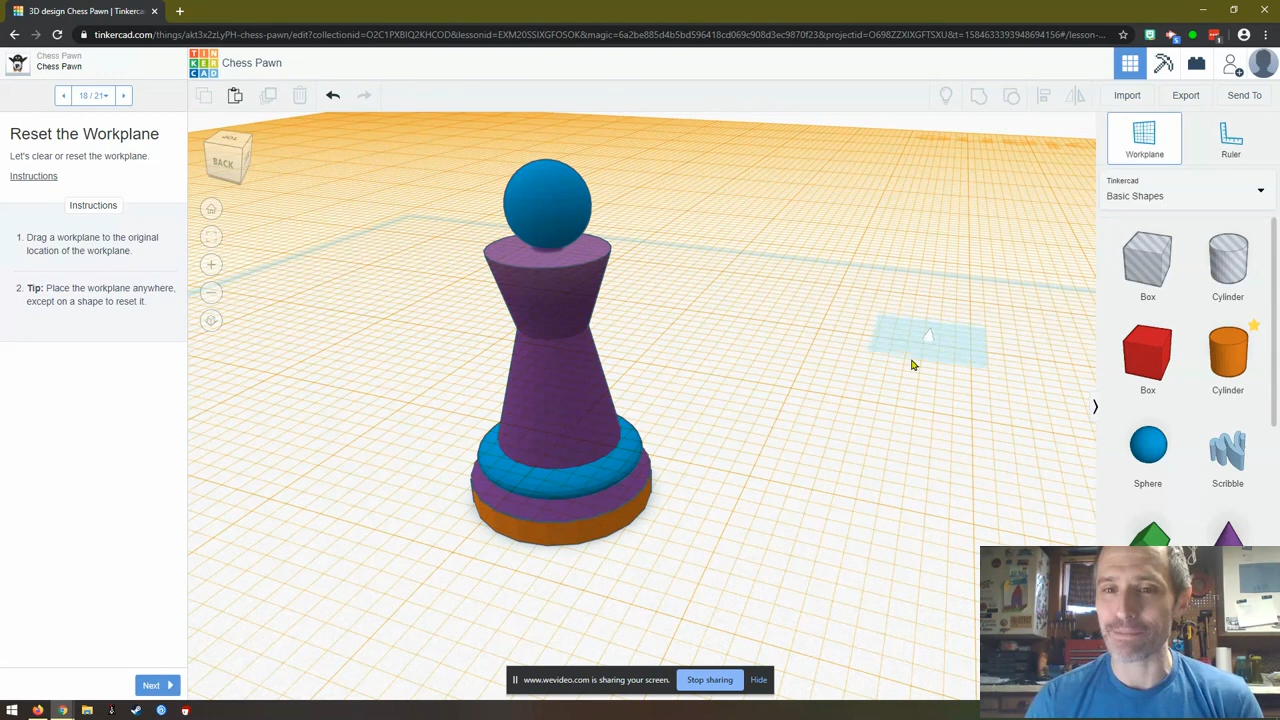 3D design Chess Pawn | Tinkerc
tinkercad.com/things/akt3x2zLyPH-chess-pawn/edit?collectionid=O2C1PXBIQ2KHCOD&lessonid=EXM20SSIXGFOSOK&magic=6a2be885d4b5bd596418cd069c908d3ec9870f23&projectid=O698ZZXIXGFTSXU&t=1584633393948694156#/lesson-...
Chess Pawn
Chess Pawn
TIN
KER
CAD
Chess Pawn
18 / 21
Import
Export
Send To
Reset the Workplane
Let's clear or reset the workplane.
Instructions
Instructions
1. Drag a workplane to the original
location of the workplane.
2. Tip: Place the workplane anywhere,
except on a shape to reset it.
TOP
BACK
Workplane
Ruler
Tinkercad
Basic Shapes
Box
Cylinder
Box
Cylinder
Sphere
Scribble
Next
www.wevideo.com is sharing your screen.
Stop sharing
Hide